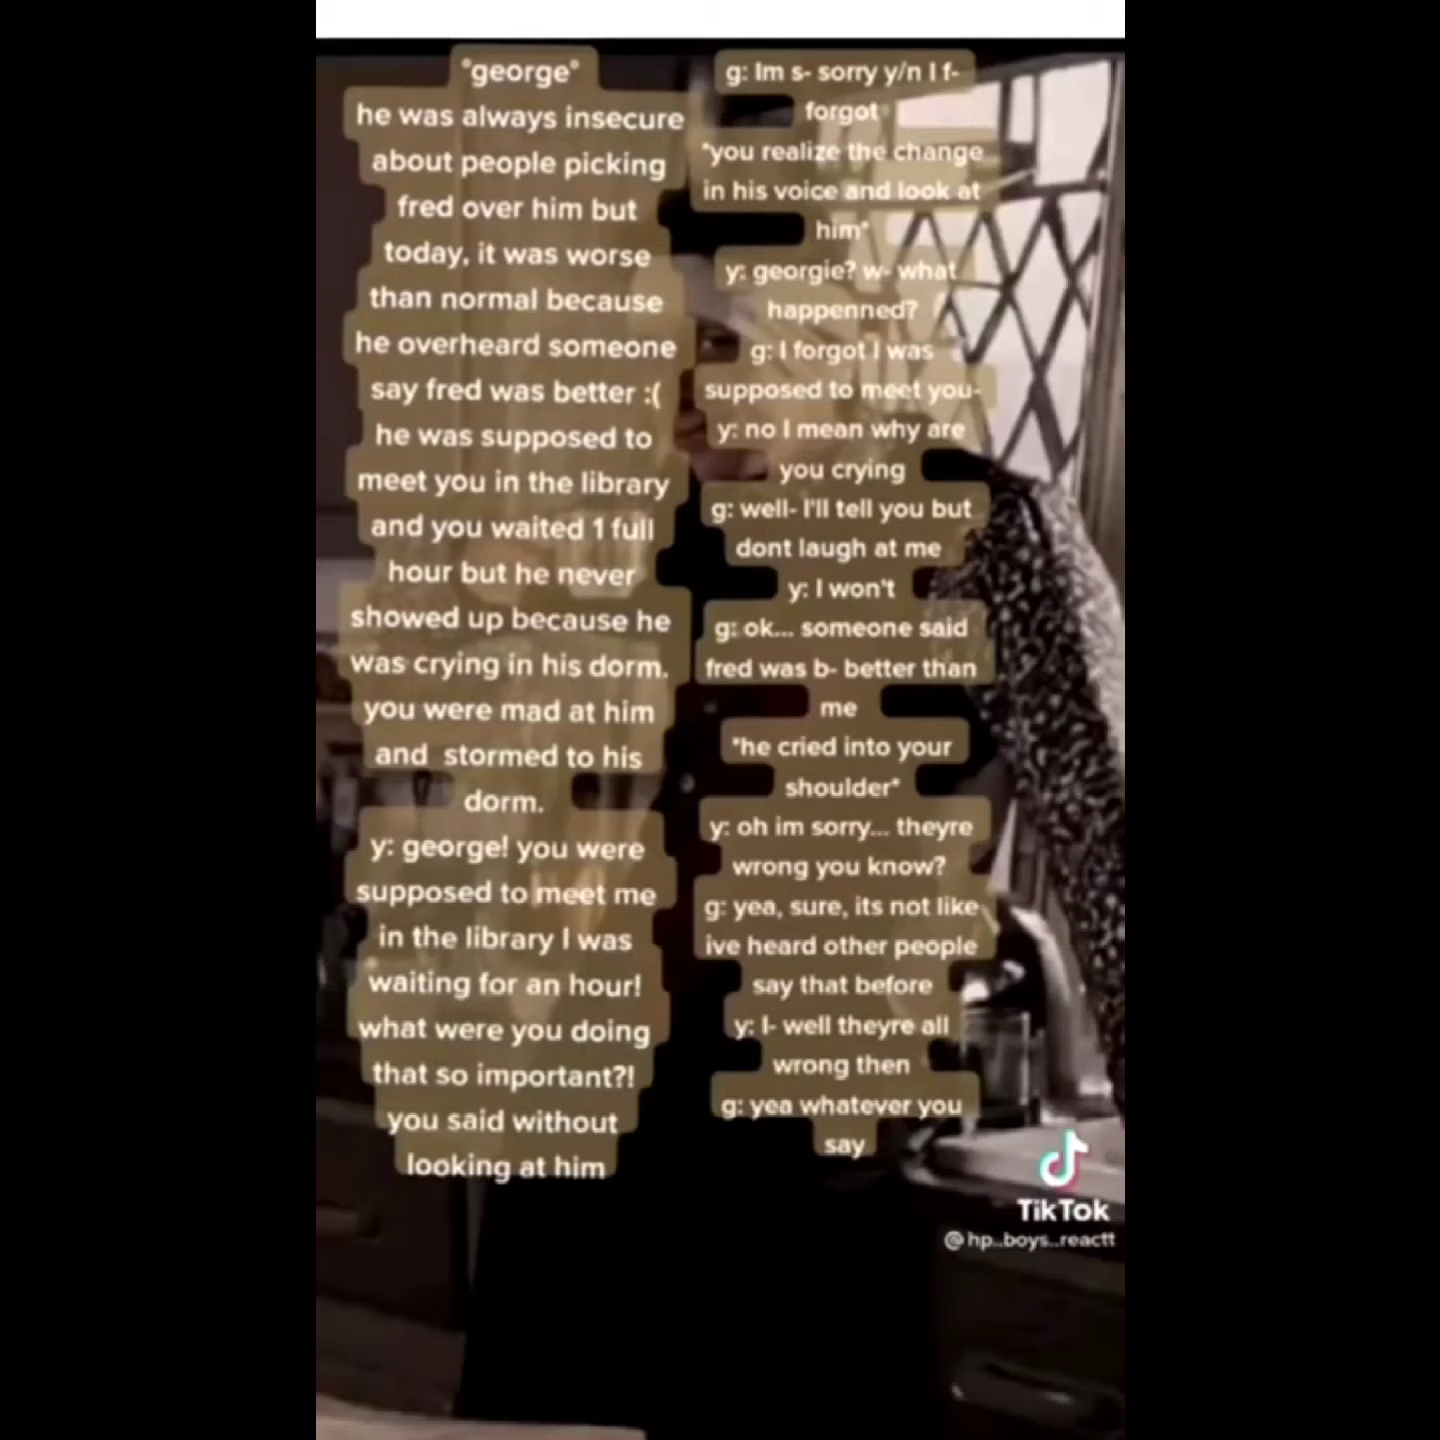 *george*
he was always insecure
about people picking
fred over him but
today, it was worse
than normal because
he overheard someone
say fred was better :(
he was supposed to
meet you in the library
and you waited 1 full
hour but he never
showed up because he
was crying in his dorm.
you were mad at him
and stormed to his
dorm.
y: george! you were
supposed to meet me
in the library I was
waiting for an hour!
what were you doing
that so important?!
you said without
looking at him
g: Im s- sorry y/n I f-
forgot
*you realize the change
in his voice and look at
him*
y: georgie? w- what
happenned?
g: I forgot I was
supposed to meet you-
y: no I mean why are
you crying
g: well- I'll tell you but
dont laugh at me
y: I won't
g: ok... someone said
fred was b- better than
me
*he cried into your
shoulder*
y: oh im sorry... theyre
wrong you know?
g: yea, sure, its not like
ive heard other people
say that before
y: I- well theyre all
wrong then
g: yea whatever you
say
TikTok
@hp..boys..reactt